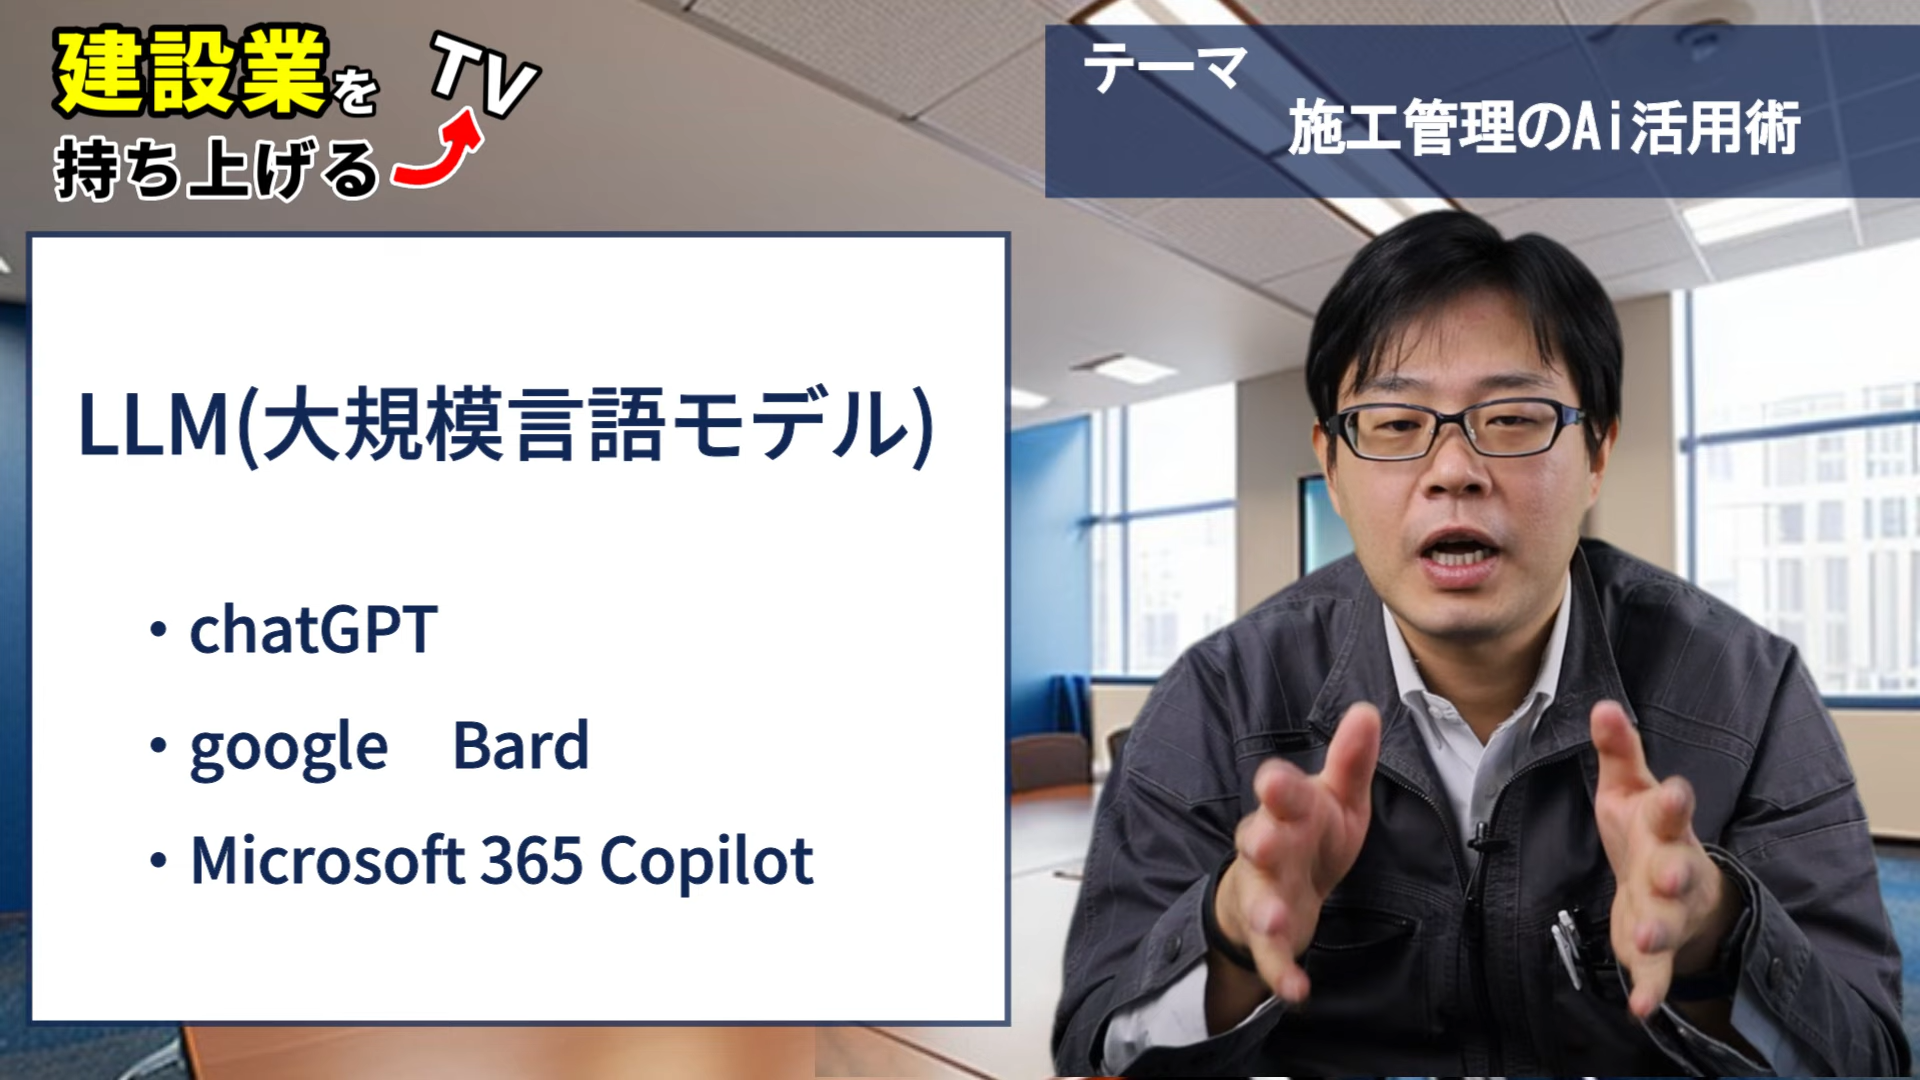 建設業を
持ち上げる
TV
テーマ
施工管理のAi活用術
LLM(大規模言語モデル)
・chatGPT
・google　Bard
・Microsoft 365 Copilot